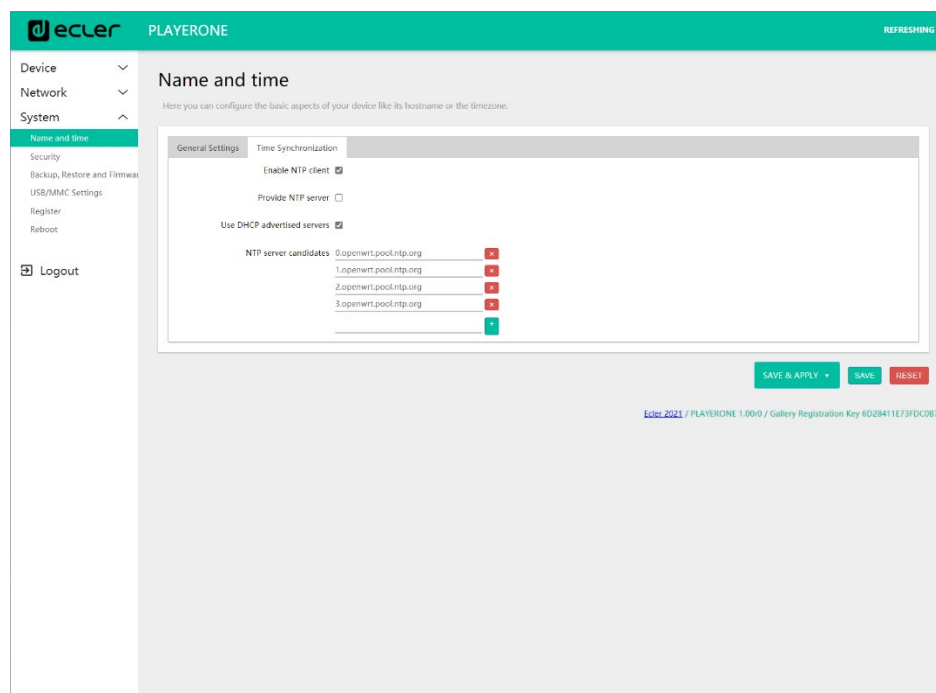 ecler PLAYERONE REFRESHING
Device
Network
System
Name and time
Security
Backup, Restore and Firmwar
USB/MMC Settings
Register
Reboot
Logout
Name and time
Here you can configure the basic aspects of your device like its hostname or the timezone.
General Settings Time Synchronization
Enable NTP client
Provide NTP server
Use DHCP advertised servers
NTP server candidates 0.openwrt.pool.ntp.org ×
1.openwrt.pool.ntp.org ×
2.openwrt.pool.ntp.org ×
3.openwrt.pool.ntp.org ×
+
SAVE & APPLY SAVE RESET
Ecler 2021 / PLAYERONE 1.00r0 / Gallery Registration Key 6D28411E73FDC0B7